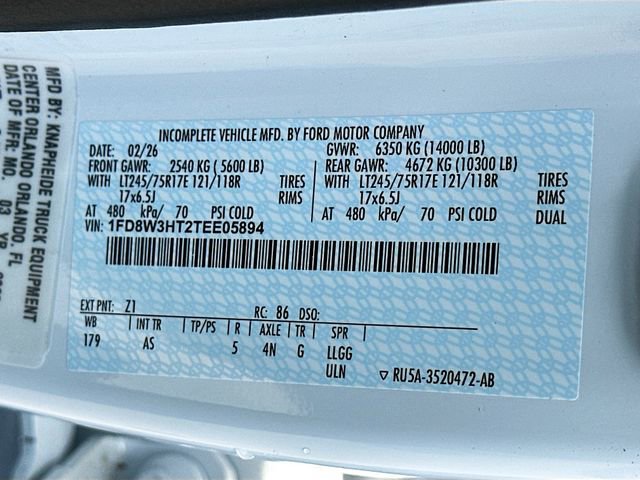 MFD BY: KNAPHEIDE TRUCK EQUIPMENT
CENTER ORLANDO ORLANDO, FL
DATE OF MFR: MO. 03 YR.
INCOMPLETE VEHICLE MFD. BY FORD MOTOR COMPANY
DATE: 02/26 GVWR: 6350 KG (14000 LB)
FRONT GAWR: 2540 KG ( 5600 LB) REAR GAWR: 4672 KG (10300 LB)
WITH LT245/75R17E 121/118R TIRES WITH LT245/75R17E 121/118R TIRES
17x6.5J RIMS 17x6.5J RIMS
AT 480 kPa/ 70 PSI COLD AT 480 kPa/ 70 PSI COLD DUAL
VIN: 1FD8W3HT2TEE05894
EXT PNT: Z1 RC: 86 DSO:
WB INT TR TP/PS R AXLE TR SPR
179 AS 5 4N G LLGG
ULN ▽ RU5A-3520472-AB